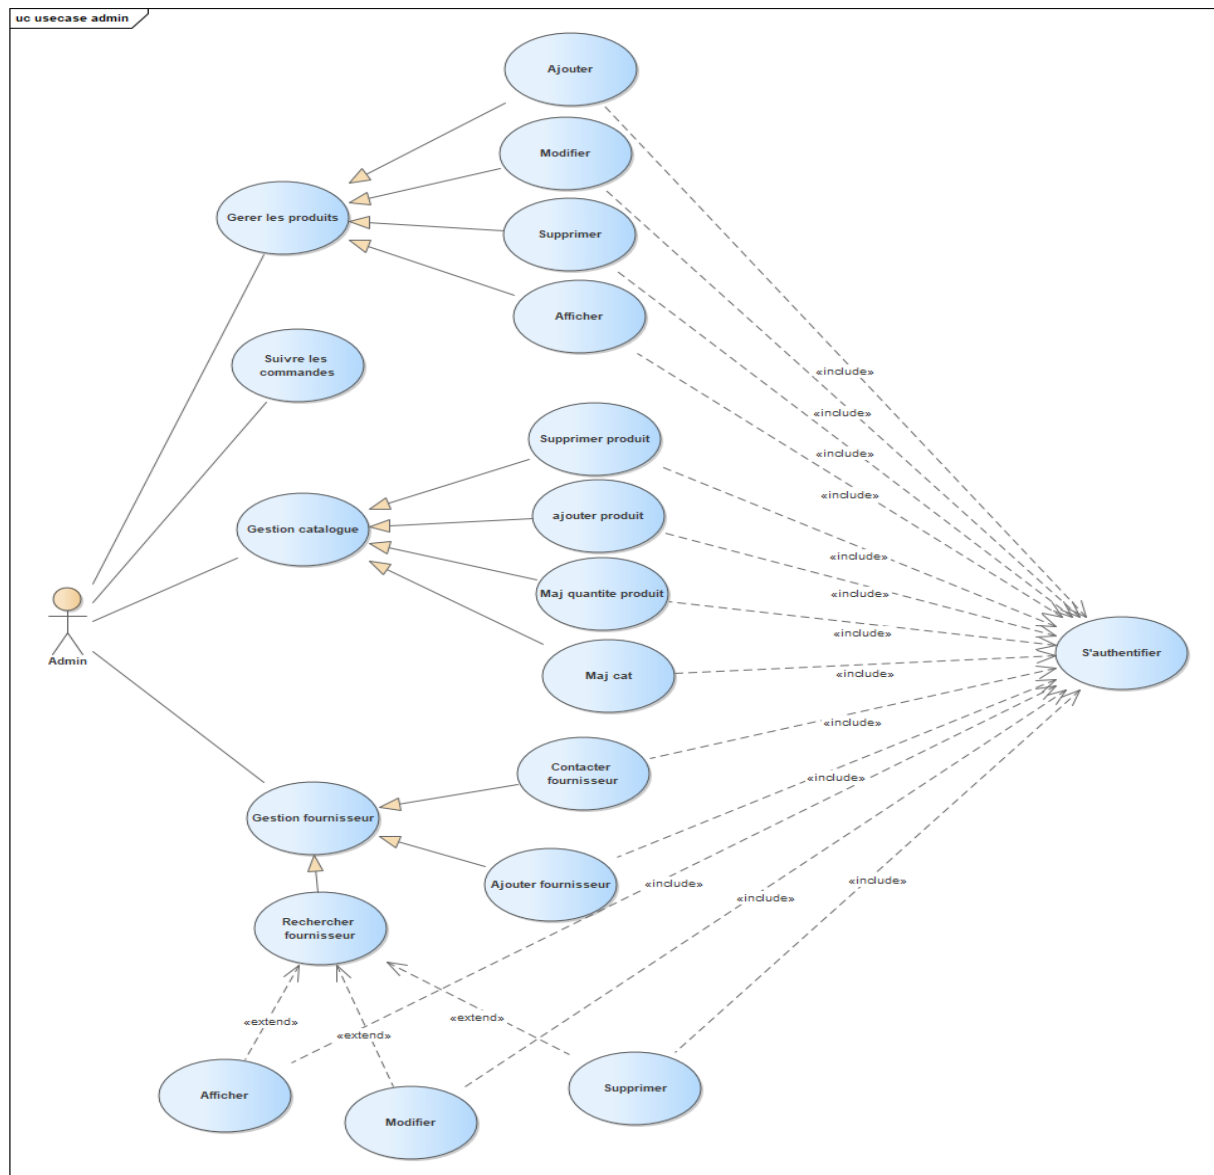 uc usecase admin
Ajouter
Modifier
Gerer les produits
Supprimer
Afficher
Suivre les
commandes
«include»
«include»
Supprimer produit
«include»
«include»
ajouter produit
Gestion catalogue
«include»
Maj quantite produit
«include»
«include»
S'authentifier
Admin
Maj cat
«include»
«include»
Contacter
fournisseur
«include»
Gestion fournisseur
Ajouter fournisseur
«include»
«include»
«include»
Rechercher
fournisseur
«extend»
«extend»
«extend»
Afficher
Supprimer
Modifier